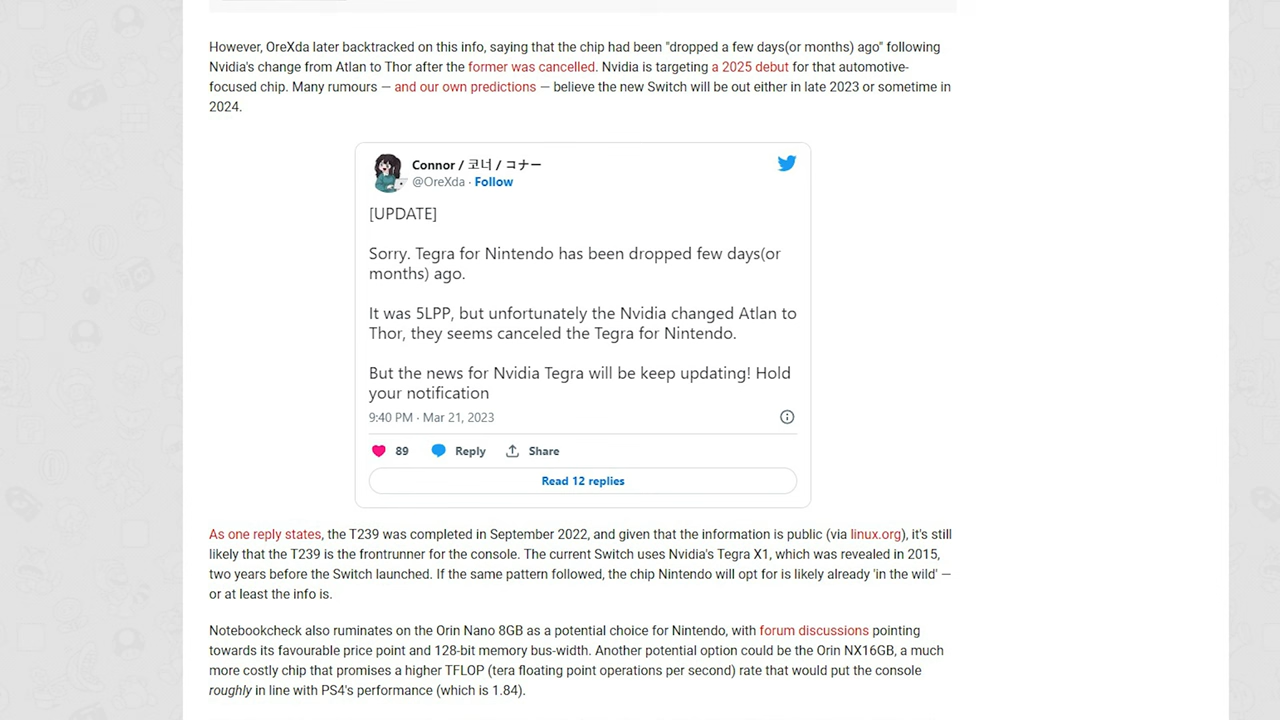 However, OreXda later backtracked on this info, saying that the chip had been "dropped a few days(or months) ago" following
Nvidia's change from Atlan to Thor after the former was cancelled. Nvidia is targeting a 2025 debut for that automotive-
focused chip. Many rumours — and our own predictions — believe the new Switch will be out either in late 2023 or sometime in
2024.
Connor / 코너 / コナー
@OreXda · Follow
[UPDATE]
Sorry. Tegra for Nintendo has been dropped few days(or
months) ago.
It was 5LPP, but unfortunately the Nvidia changed Atlan to
Thor, they seems canceled the Tegra for Nintendo.
But the news for Nvidia Tegra will be keep updating! Hold
your notification
9:40 PM · Mar 21, 2023
89 Reply Share
Read 12 replies
As one reply states, the T239 was completed in September 2022, and given that the information is public (via linux.org), it's still
likely that the T239 is the frontrunner for the console. The current Switch uses Nvidia's Tegra X1, which was revealed in 2015,
two years before the Switch launched. If the same pattern followed, the chip Nintendo will opt for is likely already 'in the wild' —
or at least the info is.
Notebookcheck also ruminates on the Orin Nano 8GB as a potential choice for Nintendo, with forum discussions pointing
towards its favourable price point and 128-bit memory bus-width. Another potential option could be the Orin NX16GB, a much
more costly chip that promises a higher TFLOP (tera floating point operations per second) rate that would put the console
roughly in line with PS4's performance (which is 1.84).